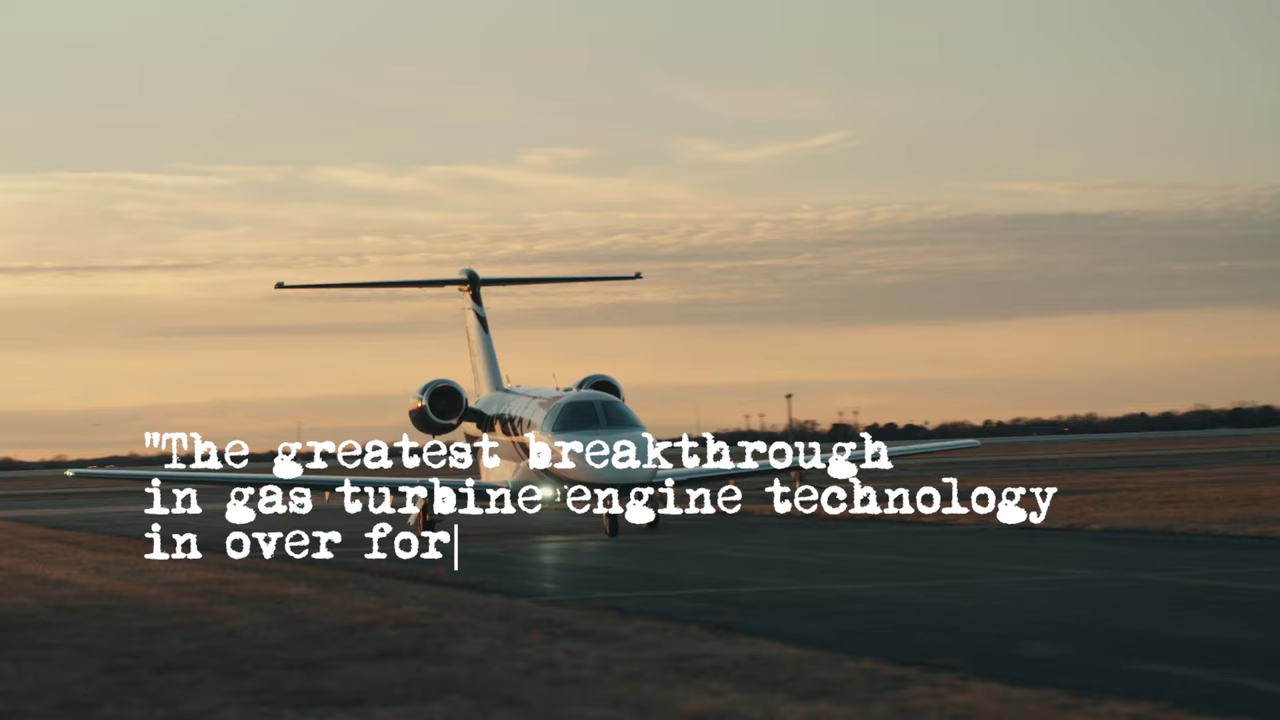 "The greatest breakthrough
in gas turbine engine technology
in over for